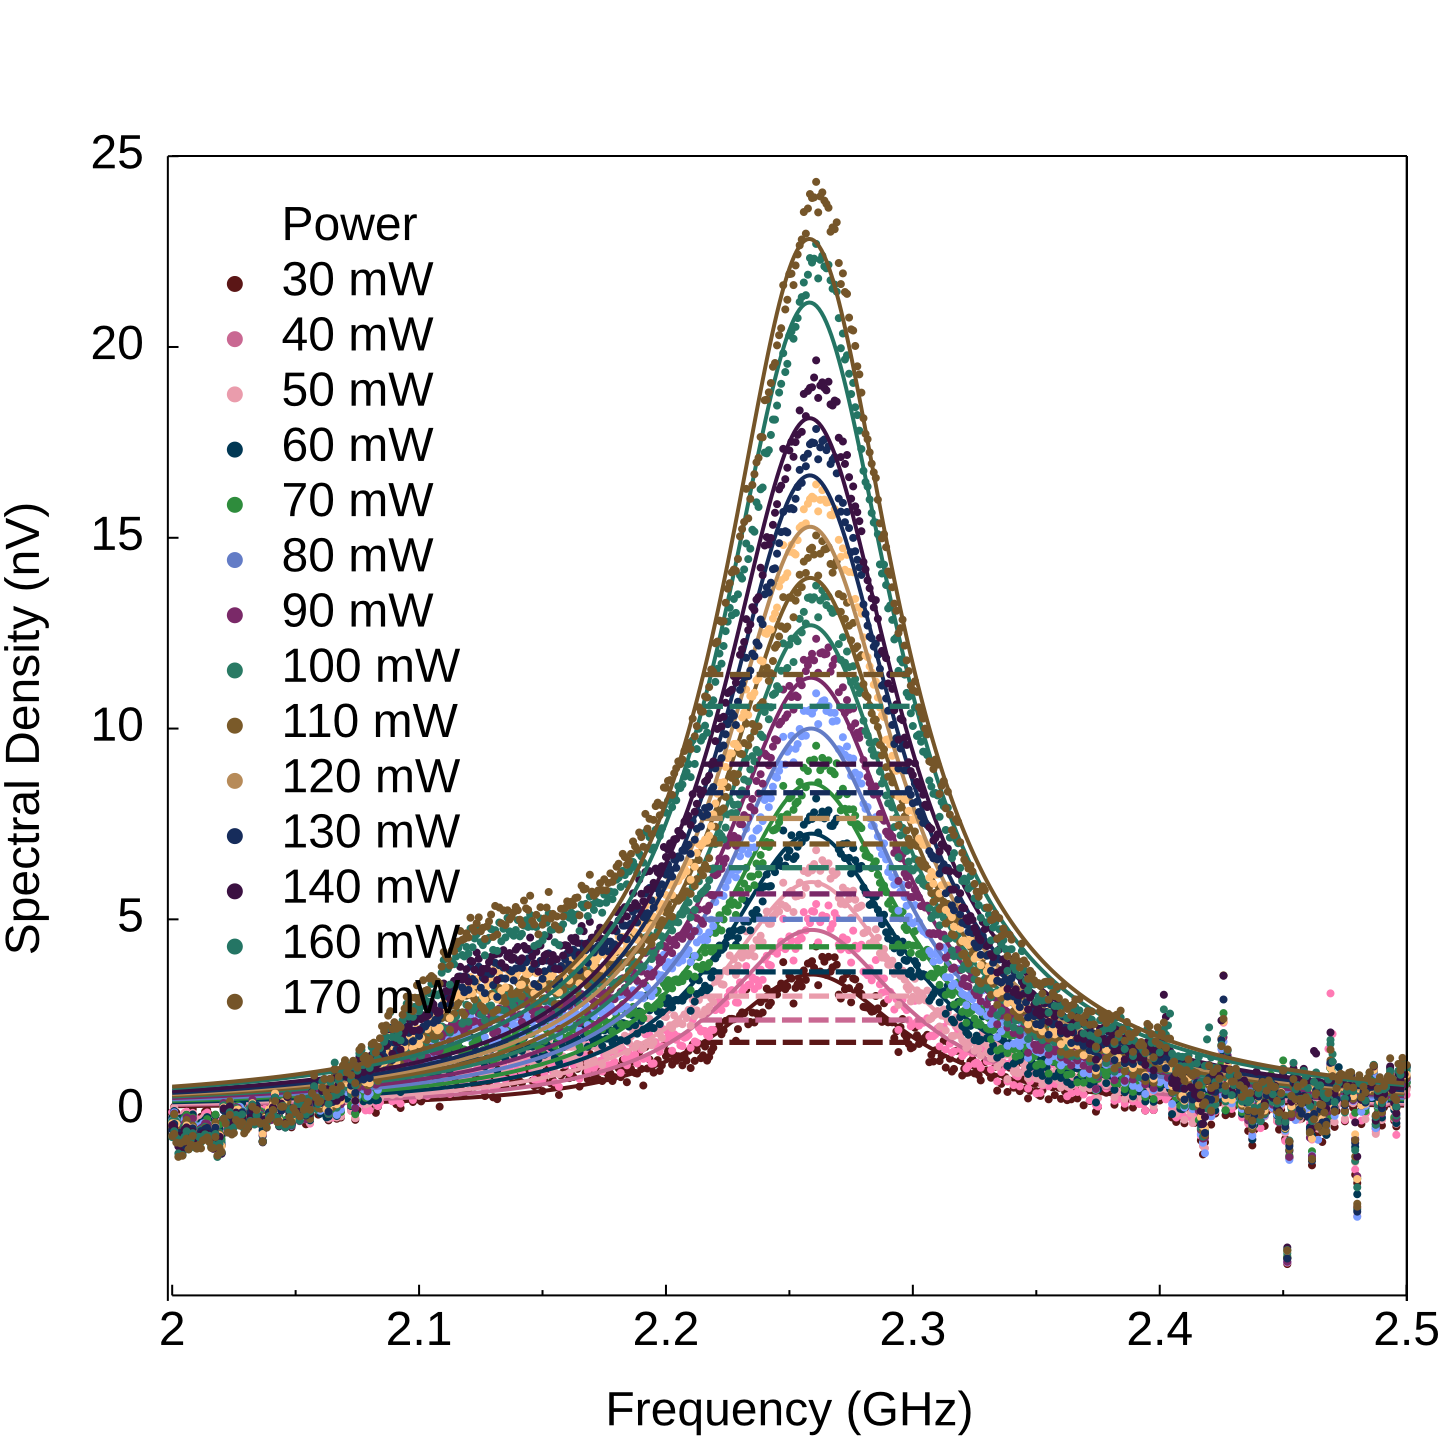 25
20
15
10
5
0
Spectral Density (nV)
Power
30 mW
40 mW
50 mW
60 mW
70 mW
80 mW
90 mW
100 mW
110 mW
120 mW
130 mW
140 mW
160 mW
170 mW
2 2.1 2.2 2.3 2.4 2.5
Frequency (GHz)